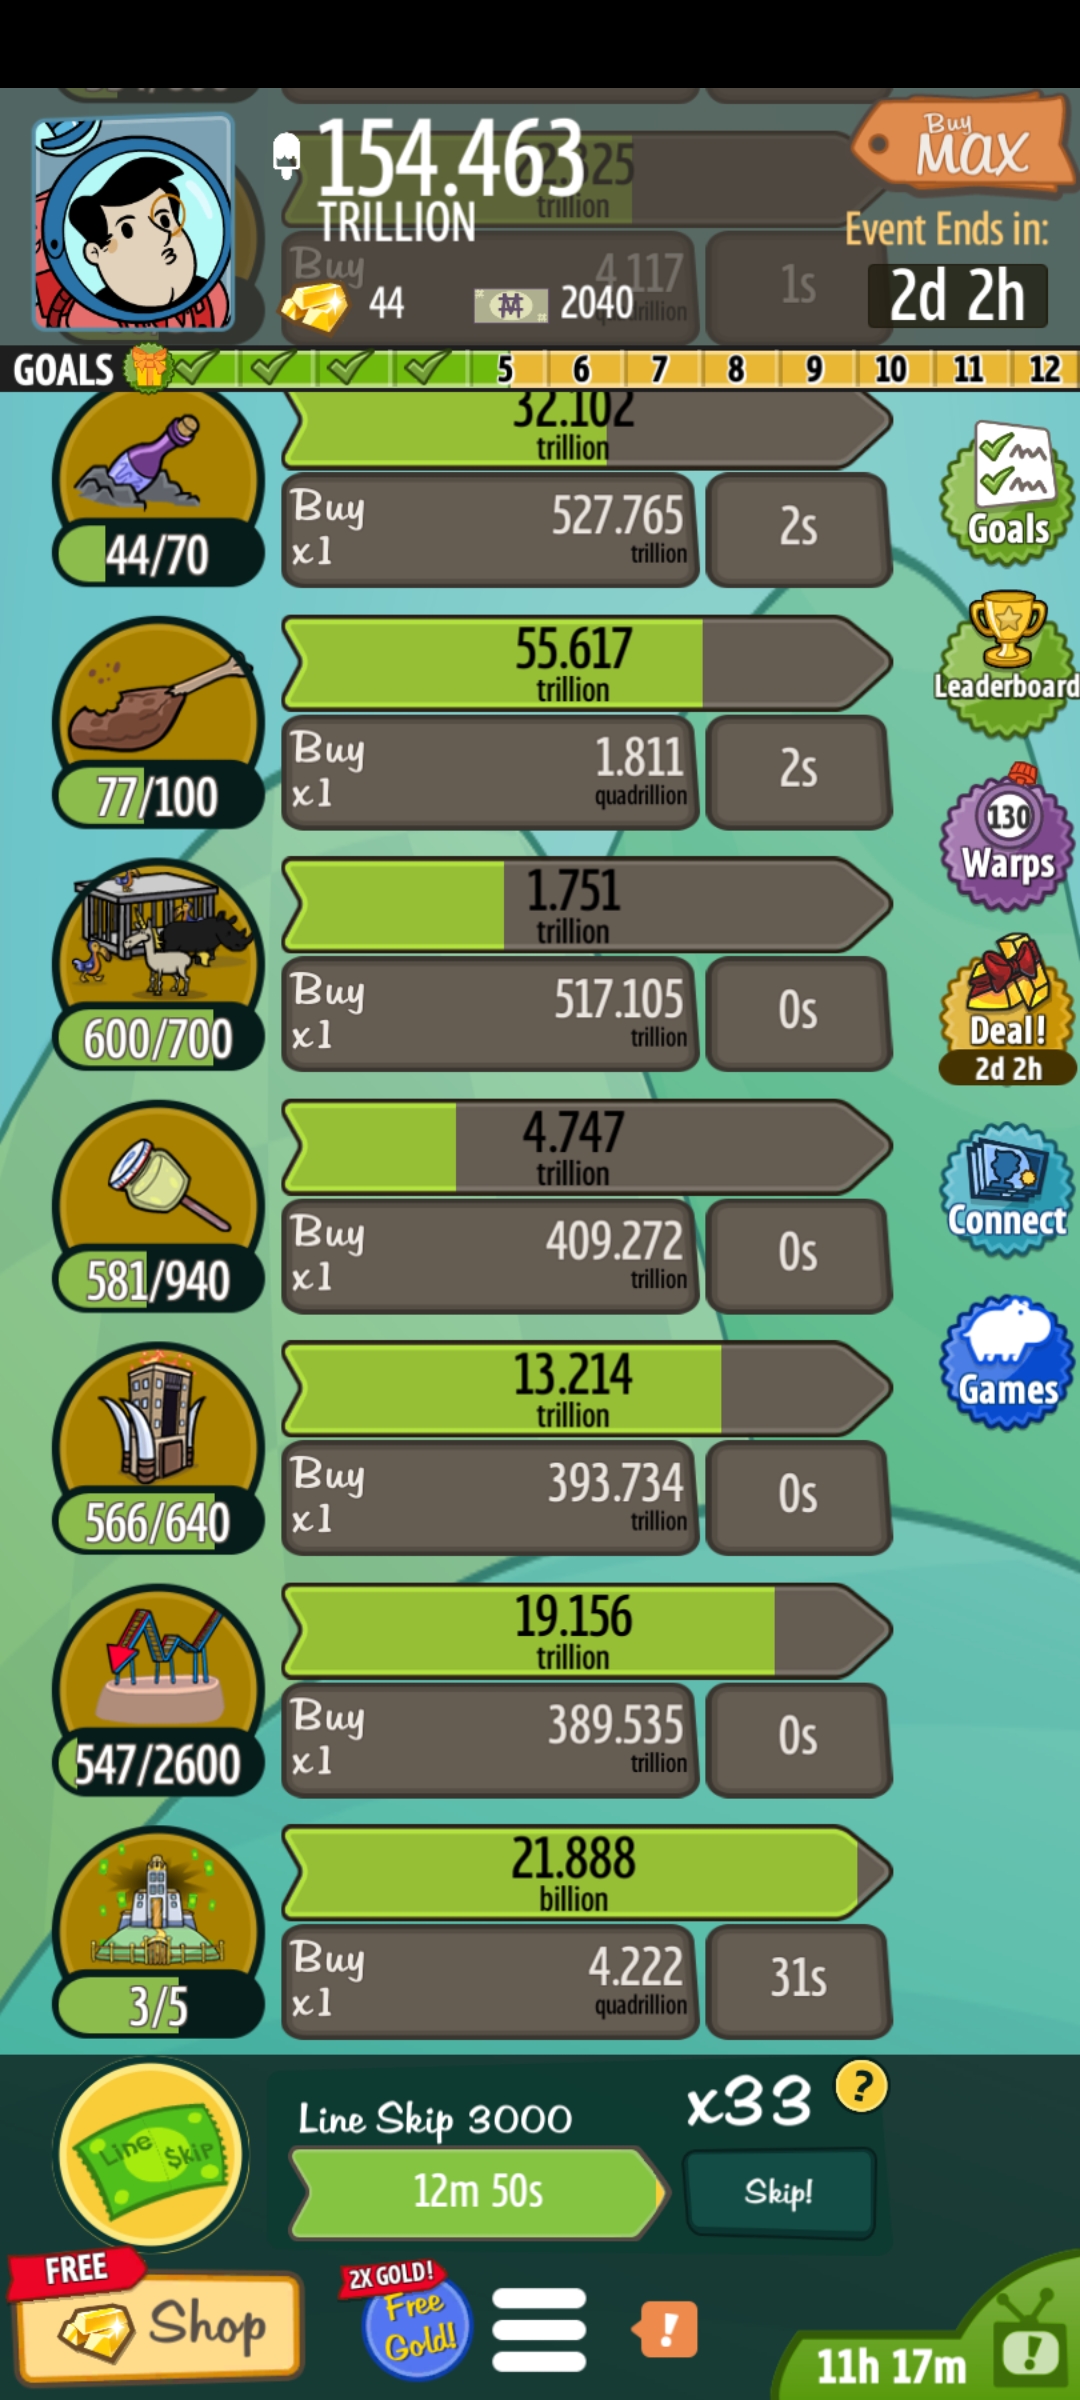 154.463
TRILLION
Buy
MAX
Event Ends in:
2d 2h
44
2040
trillion
Buy
4.117
1s
GOALS 5 6 7 8 9 10 11 12
32.102
trillion
Buy
x1
527.765
trillion
2s
44/70
Goals
55.617
trillion
Buy
x1
1.811
quadrillion
2s
77/100
Leaderboard
130
Warps
1.751
trillion
Buy
x1
517.105
trillion
0s
600/700
Deal!
2d 2h
4.747
trillion
Buy
x1
409.272
trillion
0s
581/940
Connect
13.214
trillion
Buy
x1
393.734
trillion
0s
566/640
Games
19.156
trillion
Buy
x1
389.535
trillion
0s
547/2600
21.888
billion
Buy
x1
4.222
quadrillion
31s
3/5
Line Skip 3000
x33
?
Line $kip
12m 50s
Skip!
FREE
Shop
2X GOLD!
Free
Gold!
!
11h 17m
!